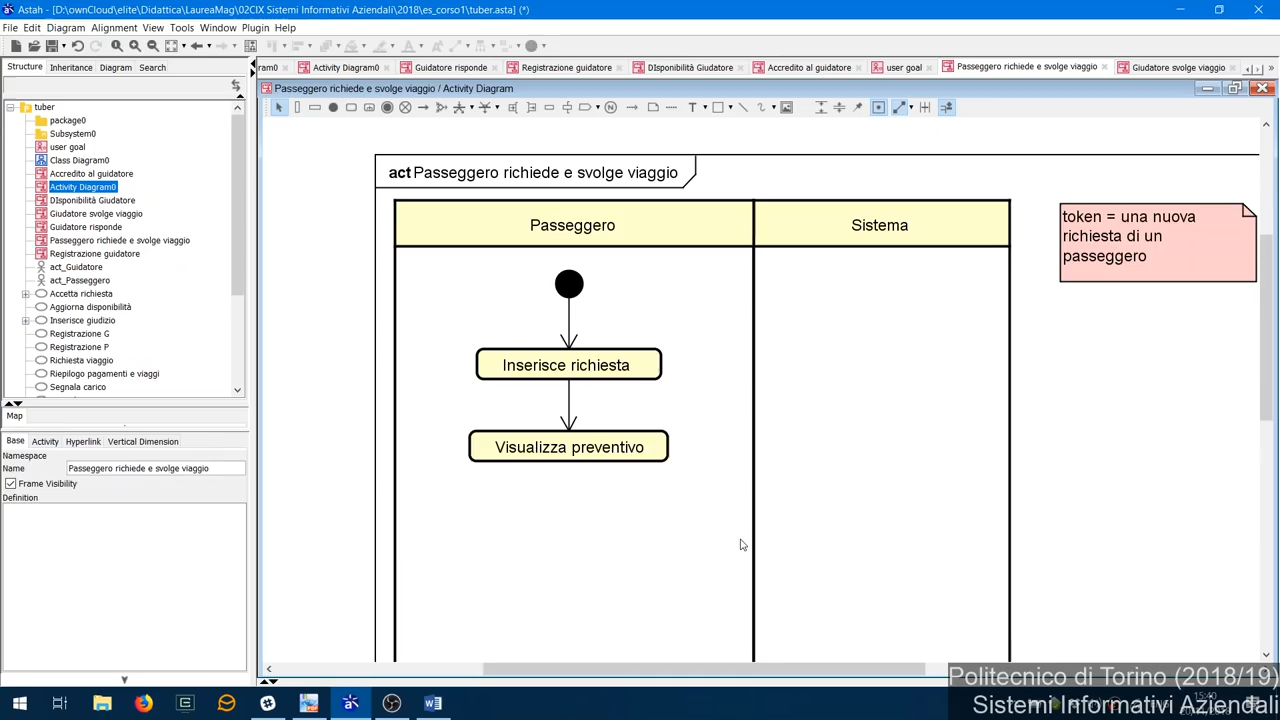 Astah - [D:\ownCloud\elite\Didattica\LaureaMag\02CIX Sistemi Informativi Aziendali\2018\es_corso1\tuber.asta] (*)
File Edit Diagram Alignment View Tools Window Plugin Help
Structure Inheritance Diagram Search
ram0) Activity Diagram0 Guidatore risponde Registrazione guidatore DIsponibilità Giudatore Accredito al guidatore user goal Passeggero richiede e svolge viaggio Giudatore svolge viaggio
Passeggero richiede e svolge viaggio / Activity Diagram
tuber
package0
Subsystem0
user goal
Class Diagram0
Accredito al guidatore
Activity Diagram0
DIsponibilità Giudatore
Giudatore svolge viaggio
Guidatore risponde
Passeggero richiede e svolge viaggio
Registrazione guidatore
act_Guidatore
act_Passeggero
Accetta richiesta
Aggiorna disponibilità
Inserisce giudizio
Registrazione G
Registrazione P
Richiesta viaggio
Riepilogo pagamenti e viaggi
Segnala carico
Map
Base Activity Hyperlink Vertical Dimension
Namespace
Name Passeggero richiede e svolge viaggio
Frame Visibility
Definition
act Passeggero richiede e svolge viaggio
Passeggero
Sistema
Inserisce richiesta
Visualizza preventivo
token = una nuova
richiesta di un
passeggero
Politecnico di Torino (2018/19)
Sistemi Informativi Aziendali